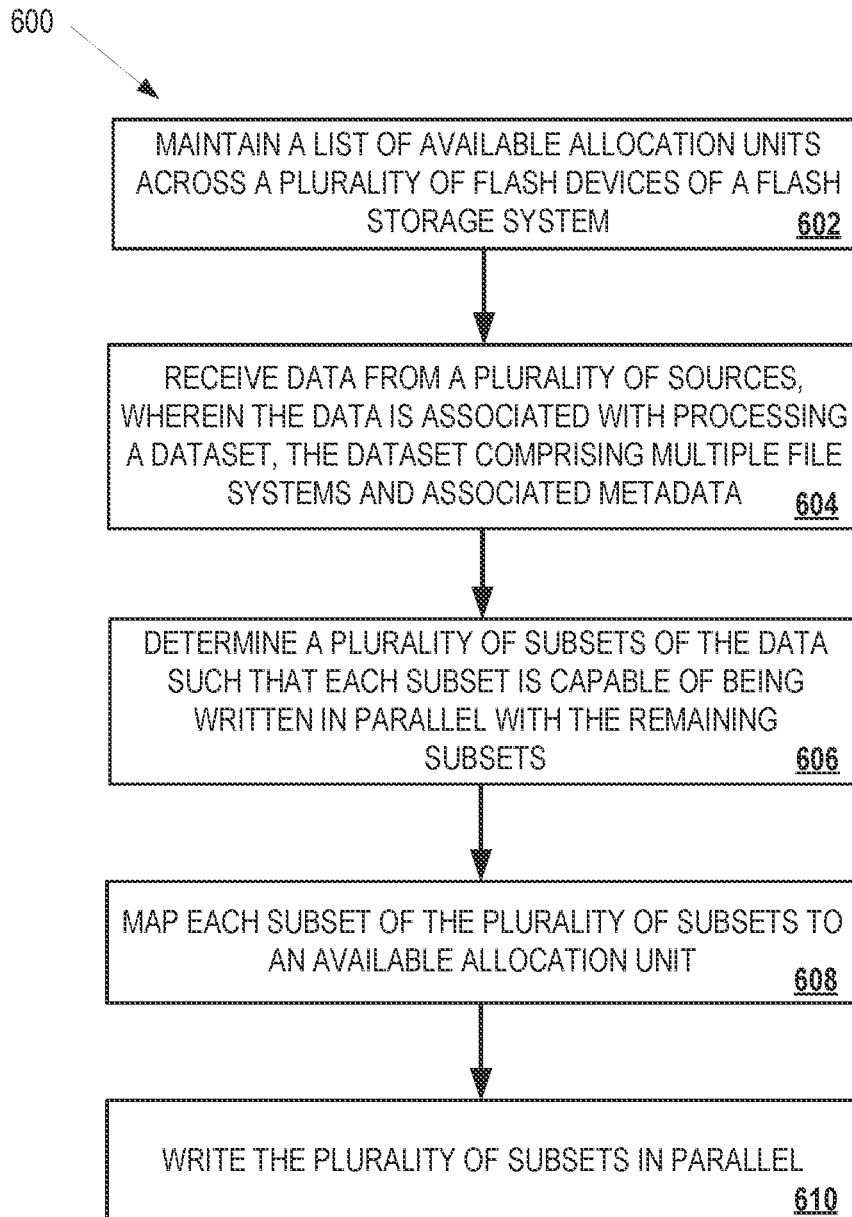 600
MAINTAIN A LIST OF AVAILABLE ALLOCATION UNITS
ACROSS A PLURALITY OF FLASH DEVICES OF A FLASH
STORAGE SYSTEM
602
RECEIVE DATA FROM A PLURALITY OF SOURCES,
WHEREIN THE DATA IS ASSOCIATED WITH PROCESSING
A DATASET, THE DATASET COMPRISING MULTIPLE FILE
SYSTEMS AND ASSOCIATED METADATA
604
DETERMINE A PLURALITY OF SUBSETS OF THE DATA
SUCH THAT EACH SUBSET IS CAPABLE OF BEING
WRITTEN IN PARALLEL WITH THE REMAINING
SUBSETS
606
MAP EACH SUBSET OF THE PLURALITY OF SUBSETS TO
AN AVAILABLE ALLOCATION UNIT
608
WRITE THE PLURALITY OF SUBSETS IN PARALLEL
610